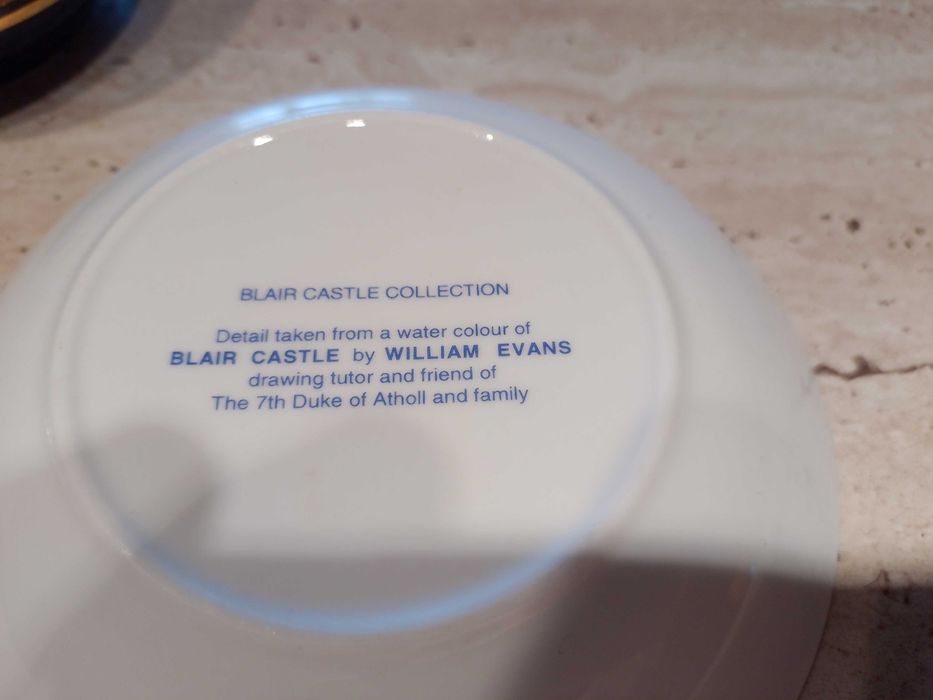 BLAIR CASTLE COLLECTION
Detail taken from a water colour of
BLAIR CASTLE by WILLIAM EVANS
drawing tutor and friend of
The 7th Duke of Atholl and family